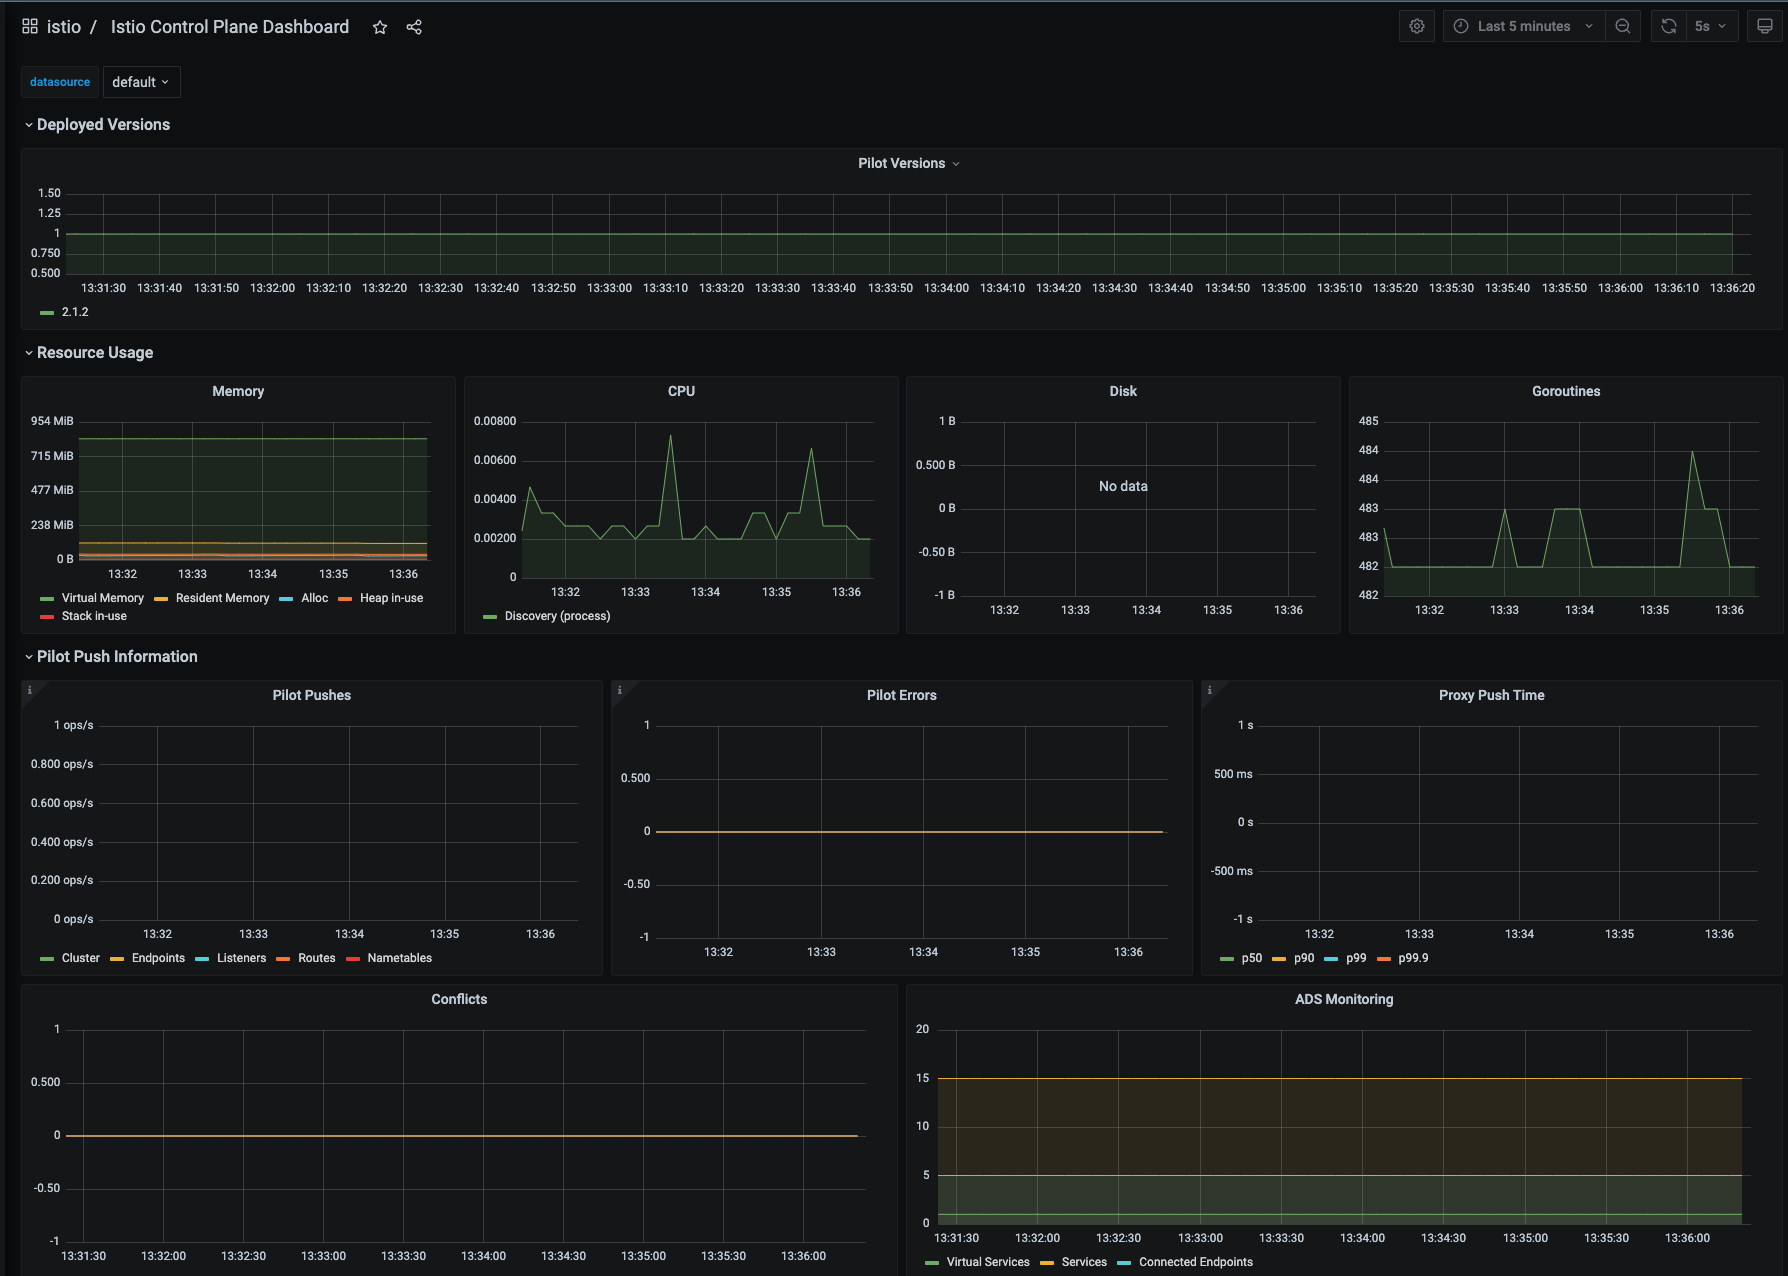 istio / Istio Control Plane Dashboard
Last 5 minutes
5s
datasource default
Deployed Versions
Pilot Versions
1.50
1.25
1
0.750
0.500
13:31:30 13:31:40 13:31:50 13:32:00 13:32:10 13:32:20 13:32:30 13:32:40 13:32:50 13:33:00 13:33:10 13:33:20 13:33:30 13:33:40 13:33:50 13:34:00 13:34:10 13:34:20 13:34:30 13:34:40 13:34:50 13:35:00 13:35:10 13:35:20 13:35:30 13:35:40 13:35:50 13:36:00 13:36:10 13:36:20
2.1.2
Resource Usage
Memory
954 MiB
715 MiB
477 MiB
238 MiB
0 B
13:32 13:33 13:34 13:35 13:36
Virtual Memory Resident Memory Alloc Heap in-use
Stack in-use
CPU
0.00800
0.00600
0.00400
0.00200
0
13:32 13:33 13:34 13:35 13:36
Discovery (process)
Disk
1 B
0.500 B
No data
0 B
-0.50 B
-1 B
13:32 13:33 13:34 13:35 13:36
Goroutines
485
484
484
483
483
482
482
13:32 13:33 13:34 13:35 13:36
Pilot Push Information
i
Pilot Pushes
1 ops/s
0.800 ops/s
0.600 ops/s
0.400 ops/s
0.200 ops/s
0 ops/s
13:32 13:33 13:34 13:35 13:36
Cluster Endpoints Listeners Routes Nametables
i
Pilot Errors
1
0.500
0
-0.50
-1
13:32 13:33 13:34 13:35 13:36
i
Proxy Push Time
1 s
500 ms
0 s
-500 ms
-1 s
13:32 13:33 13:34 13:35 13:36
p50 p90 p99 p99.9
Conflicts
1
0.500
0
-0.50
-1
13:31:30 13:32:00 13:32:30 13:33:00 13:33:30 13:34:00 13:34:30 13:35:00 13:35:30 13:36:00
ADS Monitoring
20
15
10
5
0
13:31:30 13:32:00 13:32:30 13:33:00 13:33:30 13:34:00 13:34:30 13:35:00 13:35:30 13:36:00
Virtual Services Services Connected Endpoints